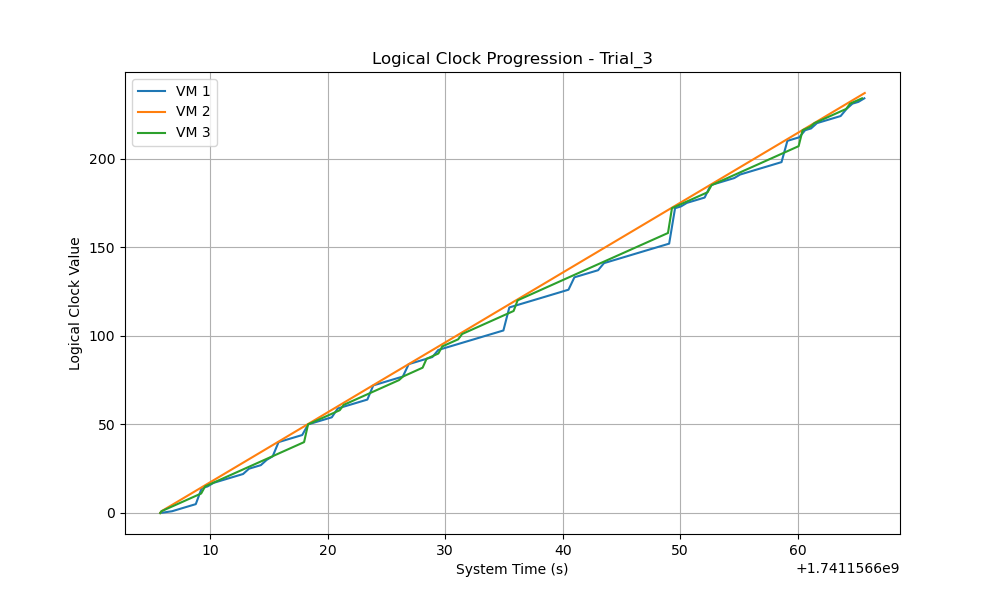 Logical Clock Progression - Trial_3
VM 1
VM 2
VM 3
Logical Clock Value
200
150
100
50
0
10 20 30 40 50 60
System Time (s)
+1.7411566e9